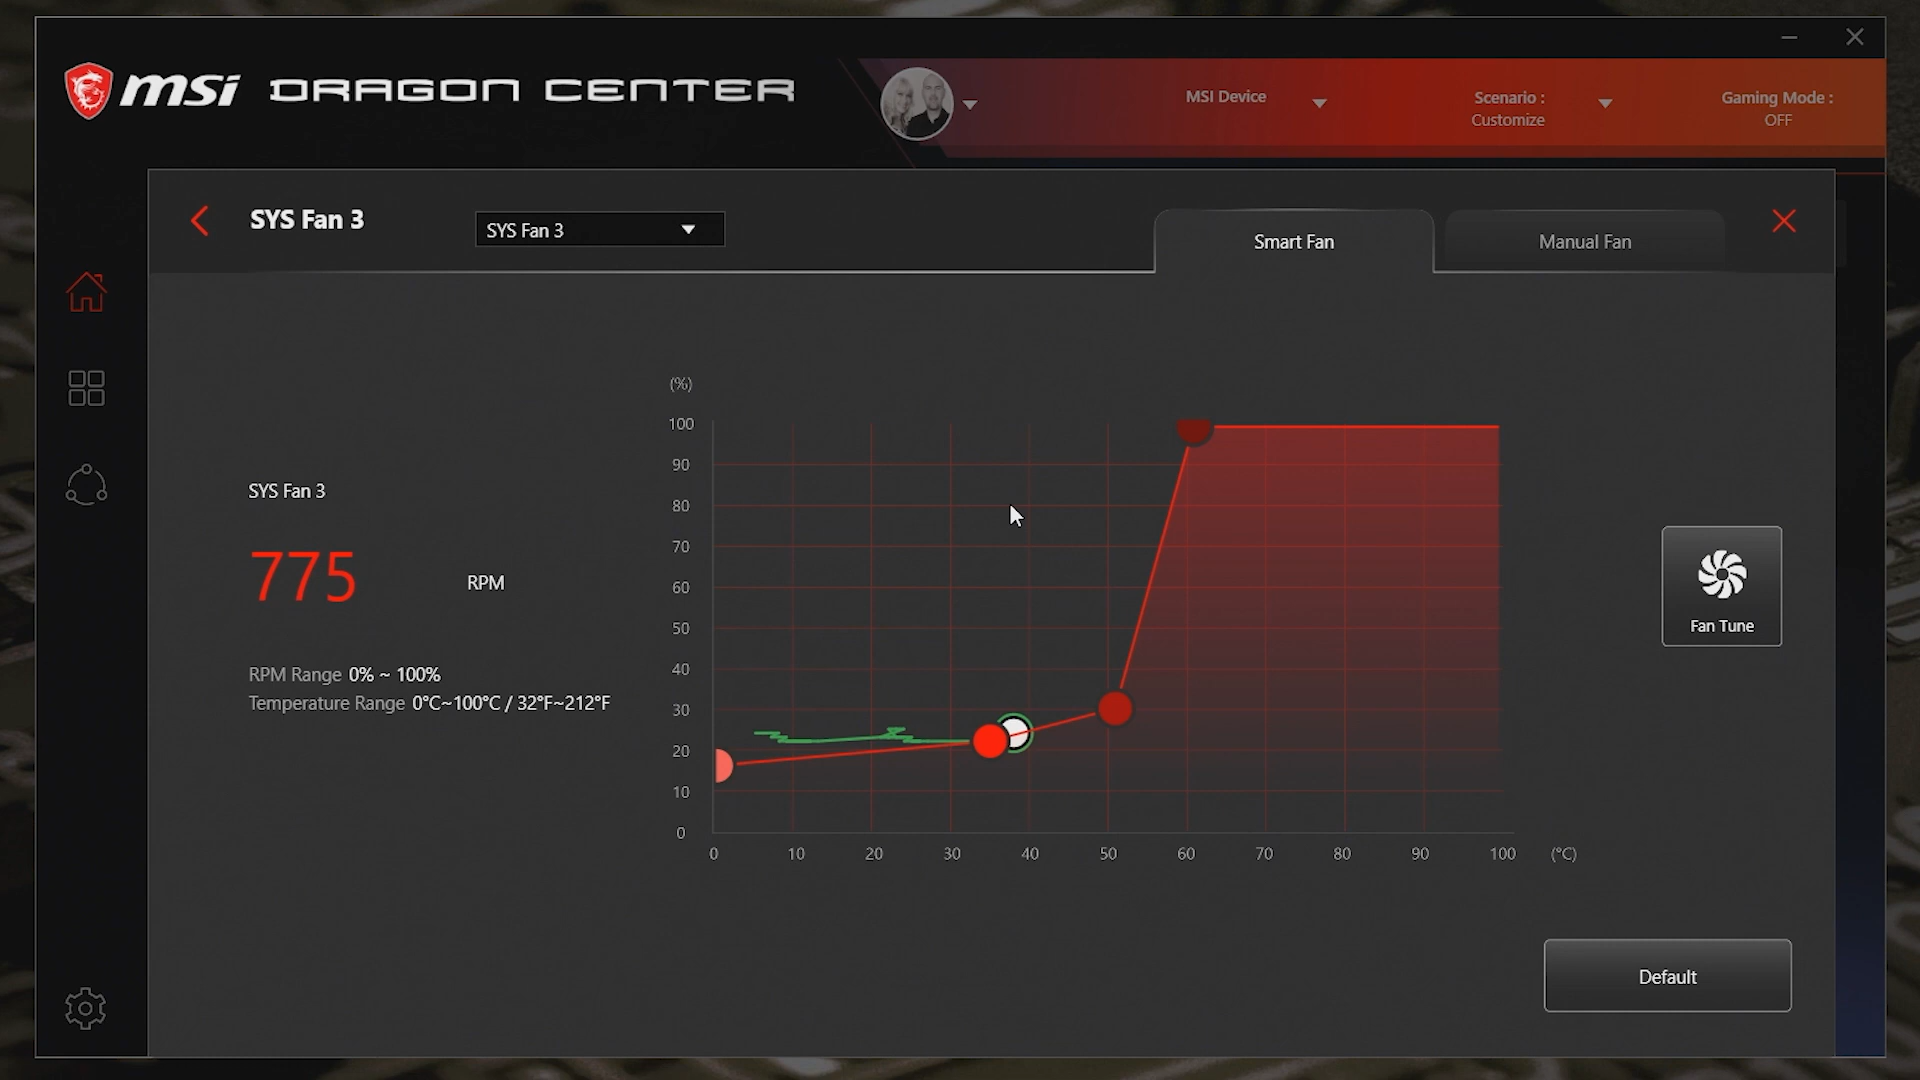 msi DRAGON CENTER
MSI Device
Scenario :
Customize
Gaming Mode :
OFF
SYS Fan 3
SYS Fan 3
Smart Fan
Manual Fan
SYS Fan 3
775 RPM
RPM Range 0% ~ 100%
Temperature Range 0°C~100°C / 32°F~212°F
(%)
100
90
80
70
60
50
40
30
20
10
0
0 10 20 30 40 50 60 70 80 90 100 (°C)
Fan Tune
Default